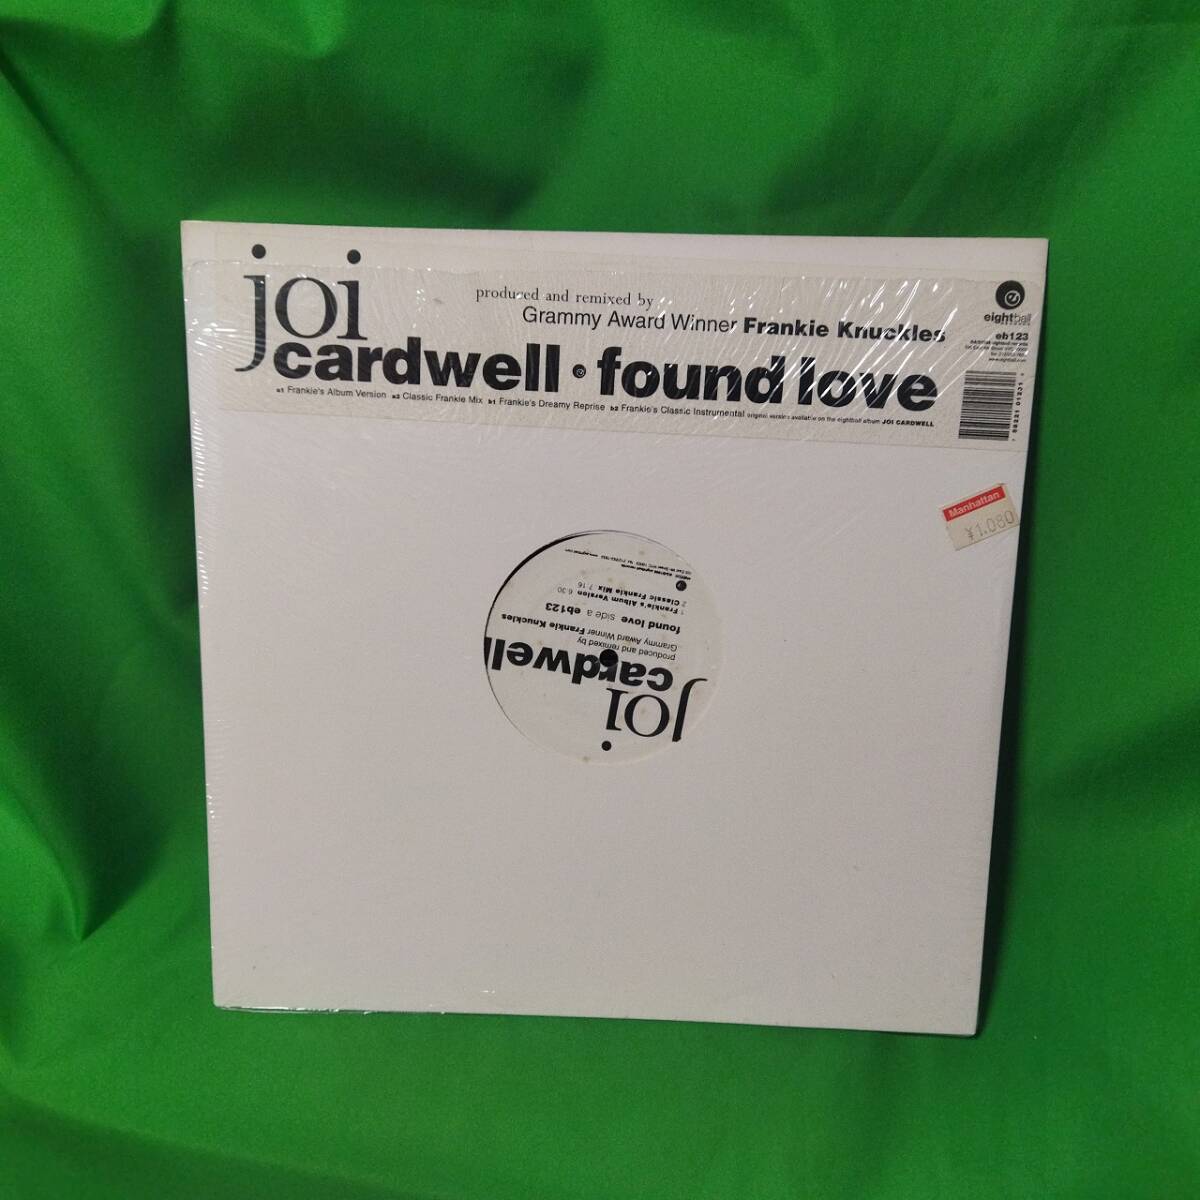 joi
produced and remixed by
Grammy Award Winner Frankie Knuckles
cardwell • found love
a1 Frankie's Album Version a2 Classic Frankie Mix b1 Frankie's Dreamy Reprise b2 Frankie's Classic Instrumental original versions available on the eightball album JOI CARDWELL
eightball
eb123
Manhattan
¥1,080
joi
cardwell
produced and remixed by
Grammy Award Winner Frankie Knuckles
found love side a eb123
1 Frankie's Album Version 6:30
2 Classic Frankie Mix 7:16